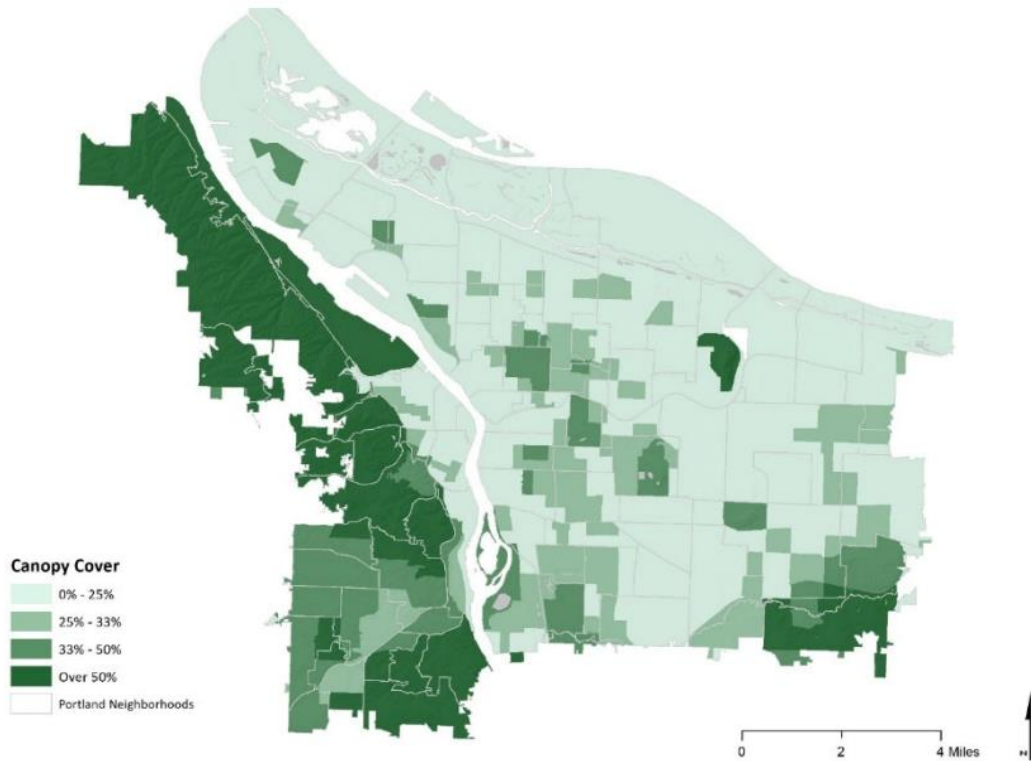 Canopy Cover
0% - 25%
25% - 33%
33% - 50%
Over 50%
Portland Neighborhoods
0 2 4 Miles
N